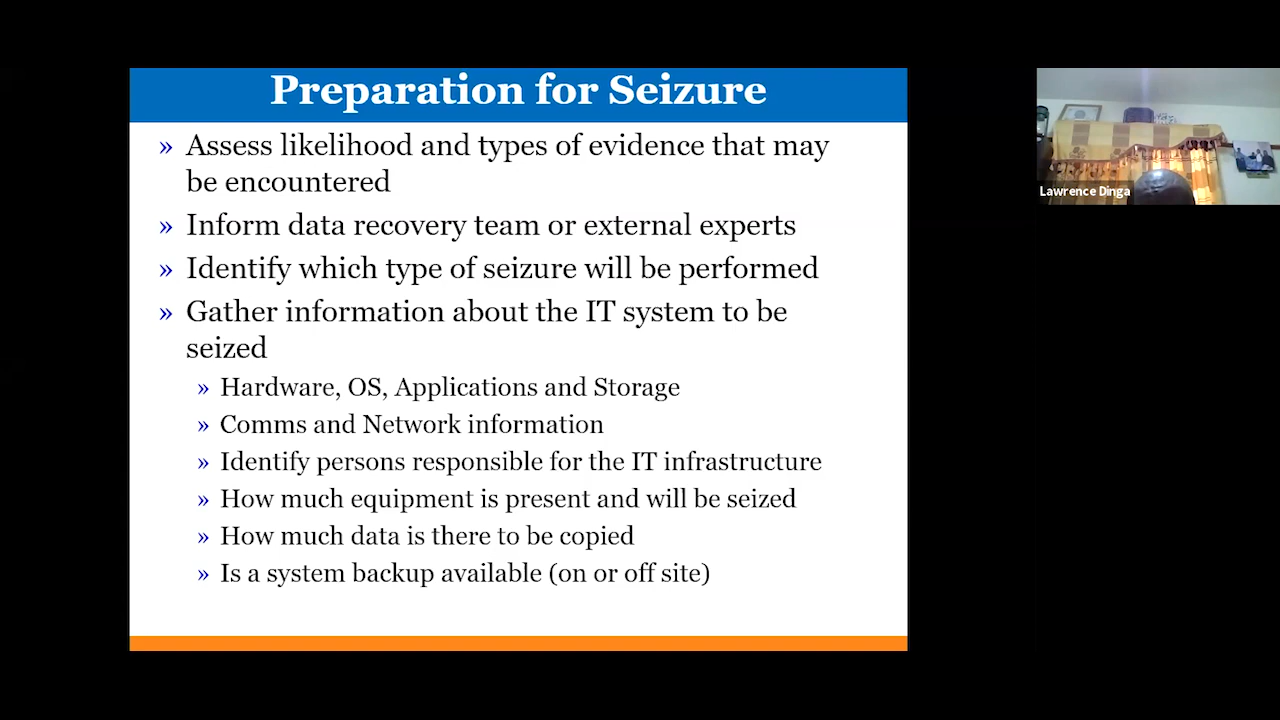 Preparation for Seizure
» Assess likelihood and types of evidence that may
be encountered
» Inform data recovery team or external experts
» Identify which type of seizure will be performed
» Gather information about the IT system to be
seized
» Hardware, OS, Applications and Storage
» Comms and Network information
» Identify persons responsible for the IT infrastructure
» How much equipment is present and will be seized
» How much data is there to be copied
» Is a system backup available (on or off site)
Lawrence Dinga